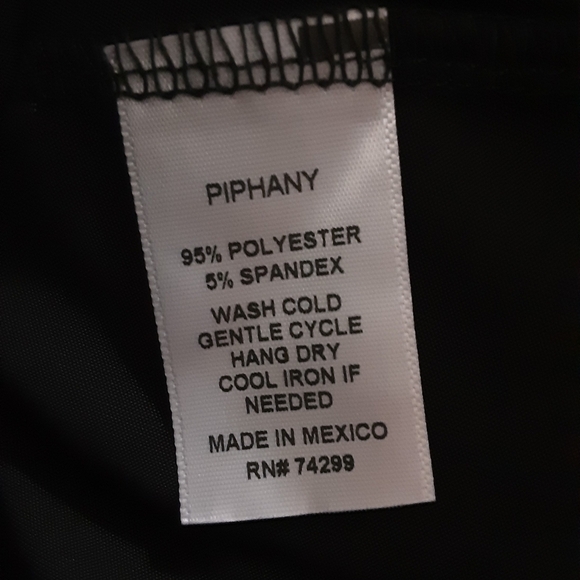 PIPHANY
95% POLYESTER
5% SPANDEX
WASH COLD
GENTLE CYCLE
HANG DRY
COOL IRON IF
NEEDED
MADE IN MEXICO
RN# 74299